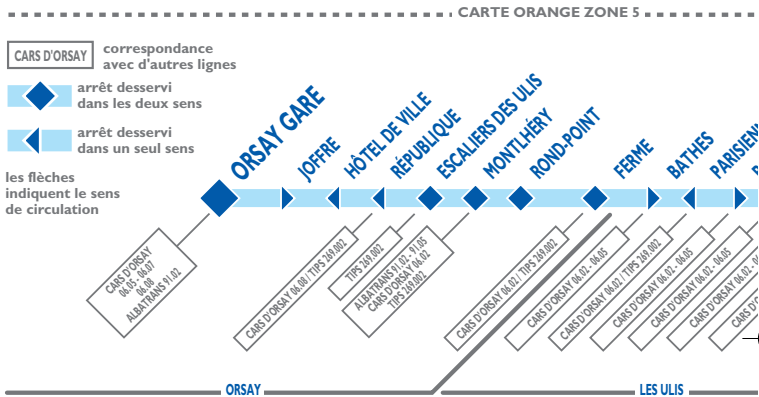 CARTE ORANGE ZONE 5
CARS D'ORSAY
correspondance
avec d'autres lignes
arrêt desservi
dans les deux sens
arrêt desservi
dans un seul sens
les flèches
indiquent le sens
de circulation
ORSAY GARE
JOFFRE
HÔTEL DE VILLE
RÉPUBLIQUE
ESCALIERS DES ULIS
MONTLHÉRY
ROND-POINT
FERME
BATHES
PARISIENN
CARS D'ORSAY
06.05 - 06.07
06.08
ALBATRANS 91.02
CARS D'ORSAY 06.08 / TIPS 269.002
TIPS 269.002
ALBATRANS 91.02 - 91.05
CARS D'ORSAY 06.02
TIPS 269.002
CARS D'ORSAY 06.02 / TIPS 269.002
CARS D'ORSAY 06.02 - 06.05
CARS D'ORSAY 06.02 / TIPS 269.002
CARS D'ORSAY 06.02 - 06.05
CARS D'ORSAY 06.02 - 06.05
CARS D'ORSAY 06.02
CARS D'ORSAY 06.02 - 06
CARS D'O
ORSAY
LES ULIS